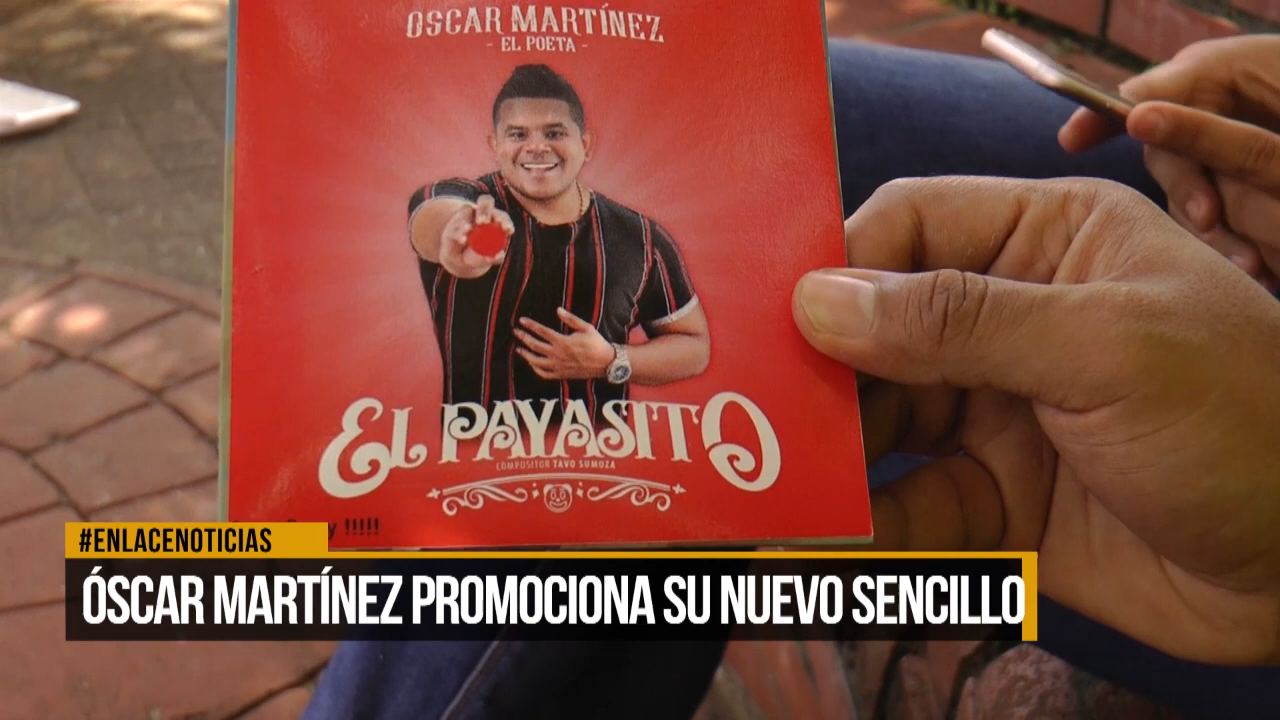 OSCAR MARTÍNEZ
- EL POETA -
EL PAYASITO
COMPOSITOR TAVO SUMOZA
!!!!!
#ENLACENOTICIAS
ÓSCAR MARTÍNEZ PROMOCIONA SU NUEVO SENCILLO